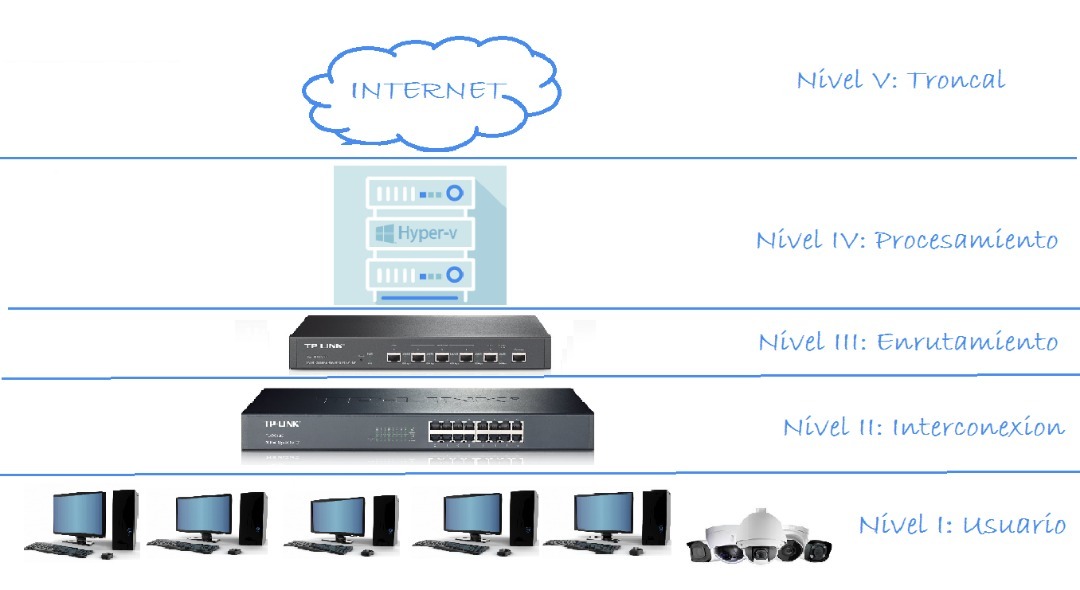 INTERNET
Nivel V: Troncal
Hyper-v
Nivel IV: Procesamiento
TP-LINK
Nivel III: Enrutamiento
TP-LINK
Nivel II: Interconexion
Nivel I: Usuario